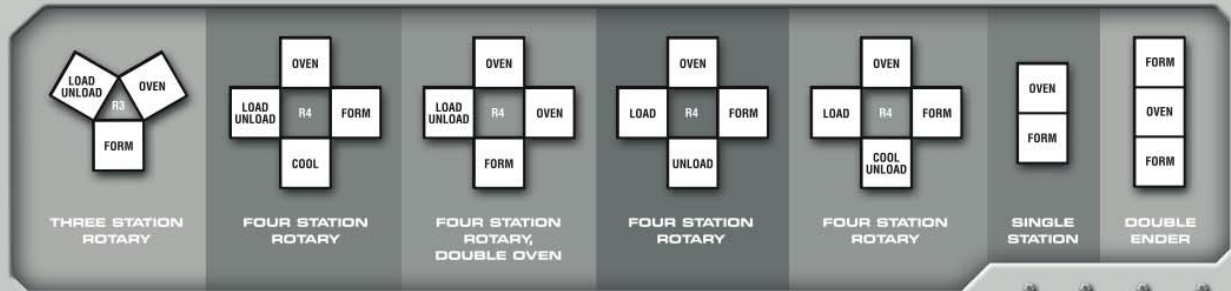 LOAD
UNLOAD
OVEN
R3
FORM
THREE STATION
ROTARY
OVEN
LOAD
UNLOAD
R4
FORM
COOL
FOUR STATION
ROTARY
OVEN
LOAD
UNLOAD
R4
OVEN
FORM
FOUR STATION
ROTARY,
DOUBLE OVEN
OVEN
LOAD
R4
FORM
UNLOAD
FOUR STATION
ROTARY
OVEN
LOAD
R4
FORM
COOL
UNLOAD
FOUR STATION
ROTARY
OVEN
FORM
SINGLE
STATION
FORM
OVEN
FORM
DOUBLE
ENDER